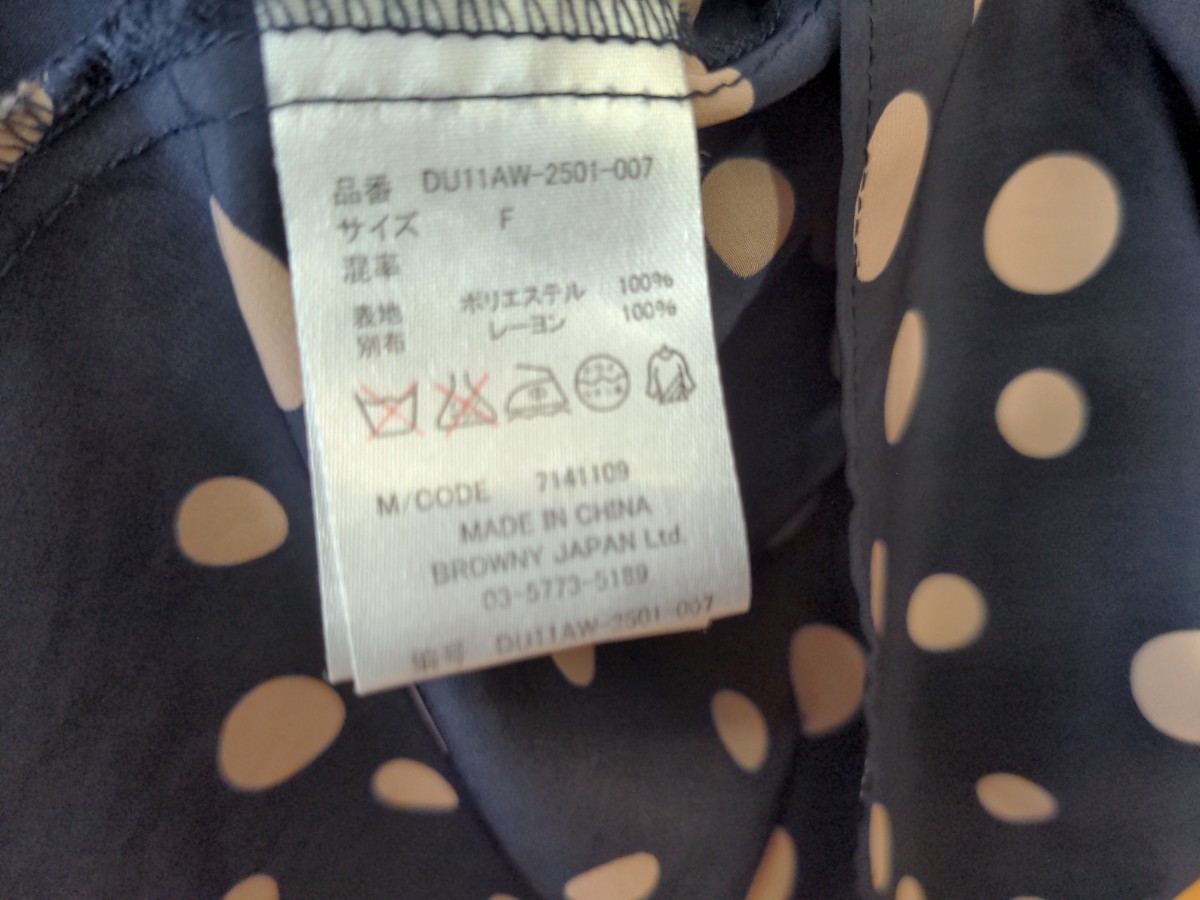 品番 DU11AW-2501-007
サイズ F
混率
表地 ポリエステル 100%
別布 レーヨン 100%
M/CODE 7141109
MADE IN CHINA
BROWNY JAPAN Ltd.
03-5773-5189
編号 DU11AW-2501-007